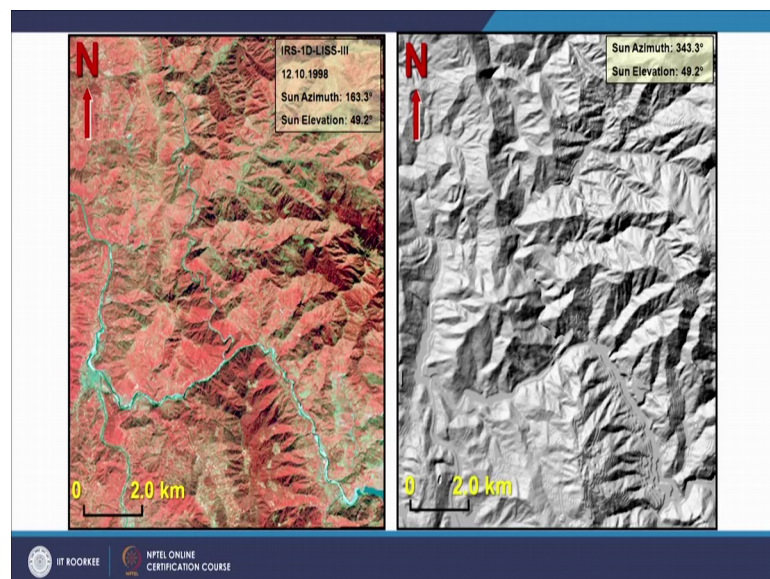 N
IRS-1D-LISS-III
12.10.1998
Sun Azimuth: 163.3°
Sun Elevation: 49.2°
0 2.0 km
N
Sun Azimuth: 343.3°
Sun Elevation: 49.2°
0 2.0 km
IIT ROORKEE
NPTEL ONLINE
CERTIFICATION COURSE